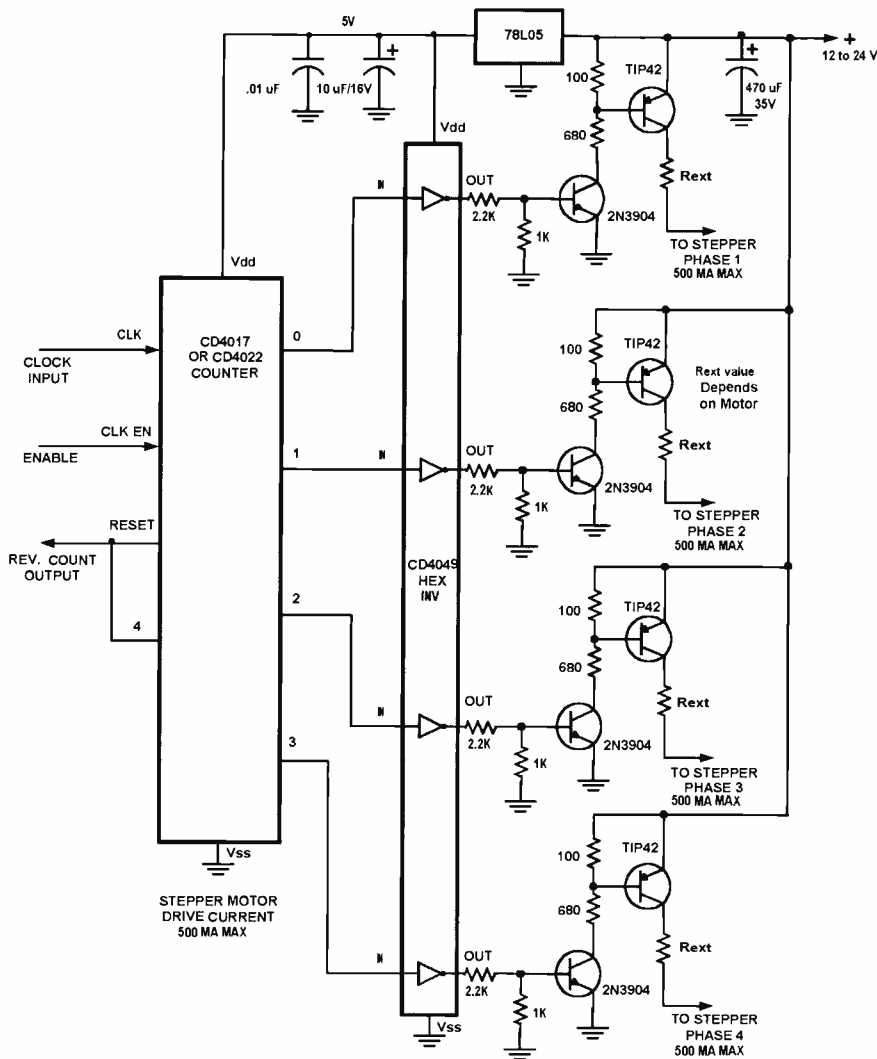 5V
78L05
+
12 to 24 V
+
.01 uF
10 uF/16V
100
TIP42
+
470 uF
35V
680
Vdd
IN
OUT
2.2K
1K
2N3904
Rext
TO STEPPER
PHASE 1
500 MA MAX
Vdd
CLK
CLOCK
INPUT
CD4017
OR CD4022
COUNTER
0
100
TIP42
Rext value
Depends
on Motor
680
CLK EN
ENABLE
1
IN
OUT
2.2K
1K
2N3904
Rext
TO STEPPER
PHASE 2
500 MA MAX
RESET
REV. COUNT
OUTPUT
4
CD4049
HEX
INV
2
100
TIP42
680
IN
OUT
2.2K
1K
2N3904
Rext
TO STEPPER
PHASE 3
500 MA MAX
3
Vss
100
TIP42
680
STEPPER MOTOR
DRIVE CURRENT
500 MA MAX
IN
OUT
2.2K
1K
2N3904
Rext
Vss
TO STEPPER
PHASE 4
500 MA MAX